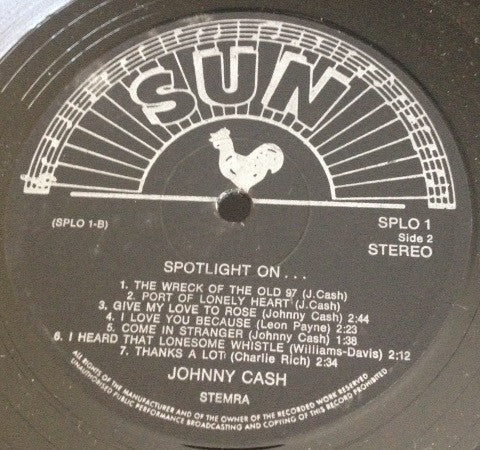 SUN
(SPLO 1-B)
SPLO 1
Side 2
STEREO
SPOTLIGHT ON...
1. THE WRECK OF THE OLD 97 (J.Cash)
2. PORT OF LONELY HEART (J.Cash)
3. GIVE MY LOVE TO ROSE (Johnny Cash) 2:44
4. I LOVE YOU BECAUSE (Leon Payne) 2:23
5. COME IN STRANGER (Johnny Cash) 1:38
6. I HEARD THAT LONESOME WHISTLE (Williams-Davis) 2:12
7. THANKS A LOT (Charlie Rich) 2:34
JOHNNY CASH
STEMRA
ALL RIGHTS OF THE MANUFACTURER AND OF THE OWNER OF THE RECORDED WORK RESERVED
UNAUTHORISED PUBLIC PERFORMANCE BROADCASTING AND COPYING OF THIS RECORD PROHIBITED